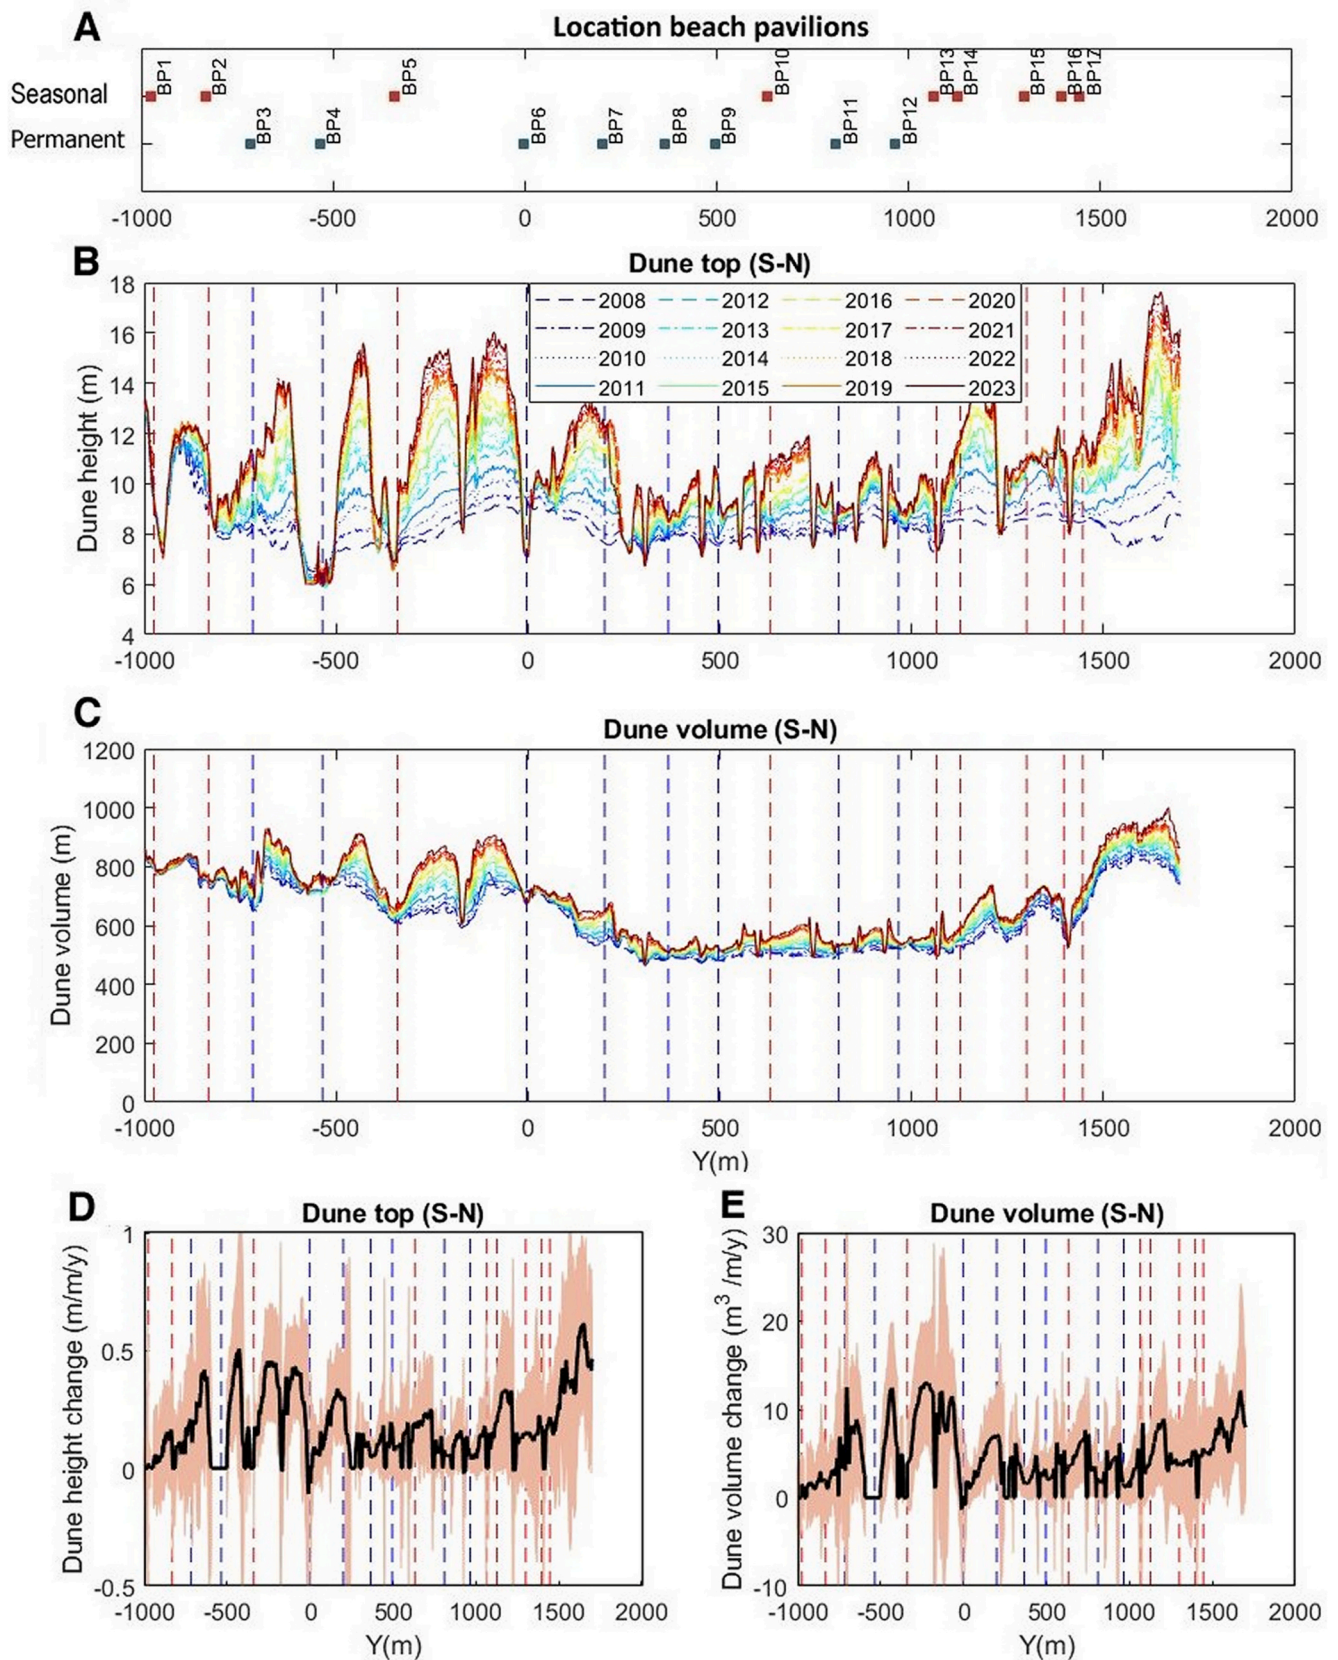 A
Location beach pavilions
Seasonal
Permanent
BP1
BP2
BP3
BP4
BP5
BP6
BP7
BP8
BP9
BP10
BP11
BP12
BP13
BP14
BP15
BP16
BP17
-1000 -500 0 500 1000 1500 2000
B
Dune top (S-N)
Dune height (m)
18
16
14
12
10
8
6
4
2008 2012 2016 2020
2009 2013 2017 2021
2010 2014 2018 2022
2011 2015 2019 2023
-1000 -500 0 500 1000 1500 2000
C
Dune volume (S-N)
Dune volume (m)
1200
1000
800
600
400
200
0
-1000 -500 0 500 1000 1500 2000
Y(m)
D
Dune top (S-N)
Dune height change (m/m/y)
1
0.5
0
-0.5
-1000 -500 0 500 1000 1500 2000
Y(m)
E
Dune volume (S-N)
Dune volume change (m³ /m/y)
30
20
10
0
-10
-1000 -500 0 500 1000 1500 2000
Y(m)